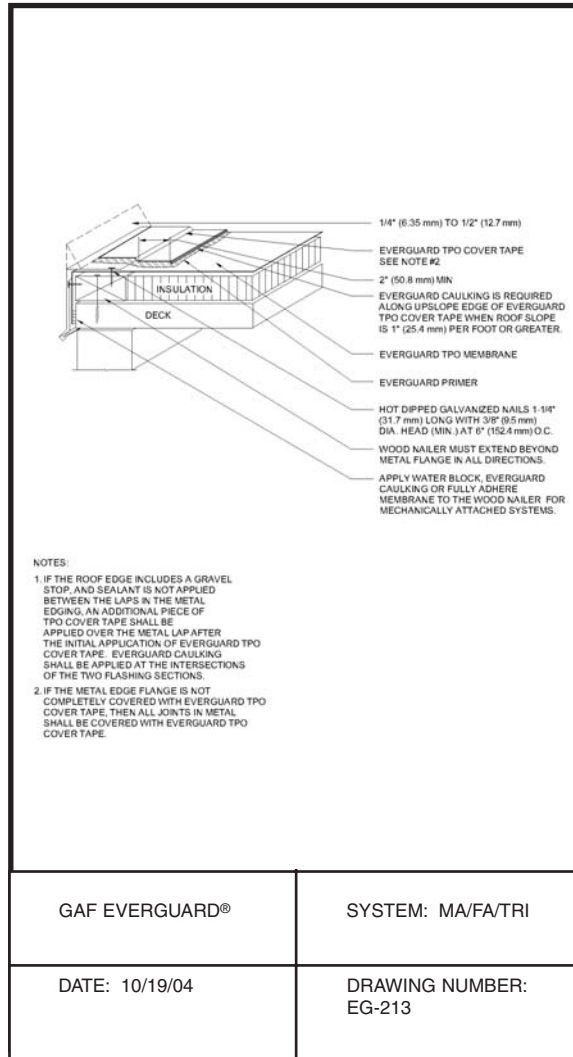 1/4" (6.35 mm) TO 1/2" (12.7 mm)
EVERGUARD TPO COVER TAPE
SEE NOTE #2
2" (50.8 mm) MIN
EVERGUARD CAULKING IS REQUIRED
ALONG UPSLOPE EDGE OF EVERGUARD
TPO COVER TAPE WHEN ROOF SLOPE
IS 1" (25.4 mm) PER FOOT OR GREATER.
INSULATION
DECK
EVERGUARD TPO MEMBRANE
EVERGUARD PRIMER
HOT DIPPED GALVANIZED NAILS 1-1/4"
(31.7 mm) LONG WITH 3/8" (9.5 mm)
DIA. HEAD (MIN.) AT 6" (152.4 mm) O.C.
WOOD NAILER MUST EXTEND BEYOND
METAL FLANGE IN ALL DIRECTIONS.
APPLY WATER BLOCK, EVERGUARD
CAULKING OR FULLY ADHERE
MEMBRANE TO THE WOOD NAILER FOR
MECHANICALLY ATTACHED SYSTEMS.
NOTES:
1. IF THE ROOF EDGE INCLUDES A GRAVEL
STOP, AND SEALANT IS NOT APPLIED
BETWEEN THE LAPS IN THE METAL
EDGING, AN ADDITIONAL PIECE OF
TPO COVER TAPE SHALL BE
APPLIED OVER THE METAL LAP AFTER
THE INITIAL APPLICATION OF EVERGUARD TPO
COVER TAPE. EVERGUARD CAULKING
SHALL BE APPLIED AT THE INTERSECTIONS
OF THE TWO FLASHING SECTIONS.
2. IF THE METAL EDGE FLANGE IS NOT
COMPLETELY COVERED WITH EVERGUARD TPO
COVER TAPE, THEN ALL JOINTS IN METAL
SHALL BE COVERED WITH EVERGUARD TPO
COVER TAPE.
GAF EVERGUARD®
SYSTEM: MA/FA/TRI
DATE: 10/19/04
DRAWING NUMBER:
EG-213